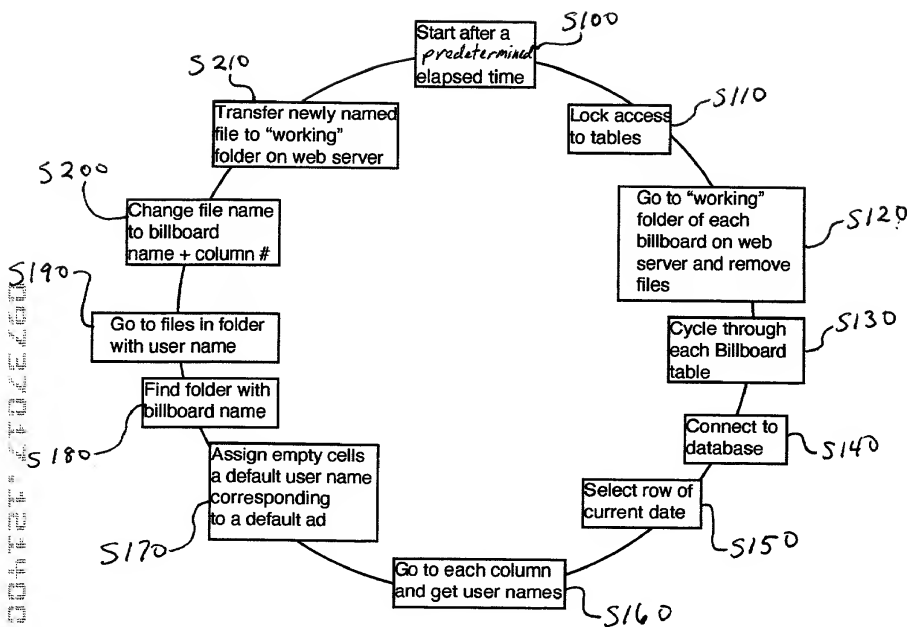 Start after a
predetermined
elapsed time
S100
Lock access
to tables
S110
Go to "working"
folder of each
billboard on web
server and remove
files
S120
Cycle through
each Billboard
table
S130
Connect to
database
S140
Select row of
current date
S150
Go to each column
and get user names
S160
Assign empty cells
a default user name
corresponding
to a default ad
S170
Find folder with
billboard name
S180
Go to files in folder
with user name
S190
Change file name
to billboard
name + column #
S200
Transfer newly named
file to "working"
folder on web server
S210